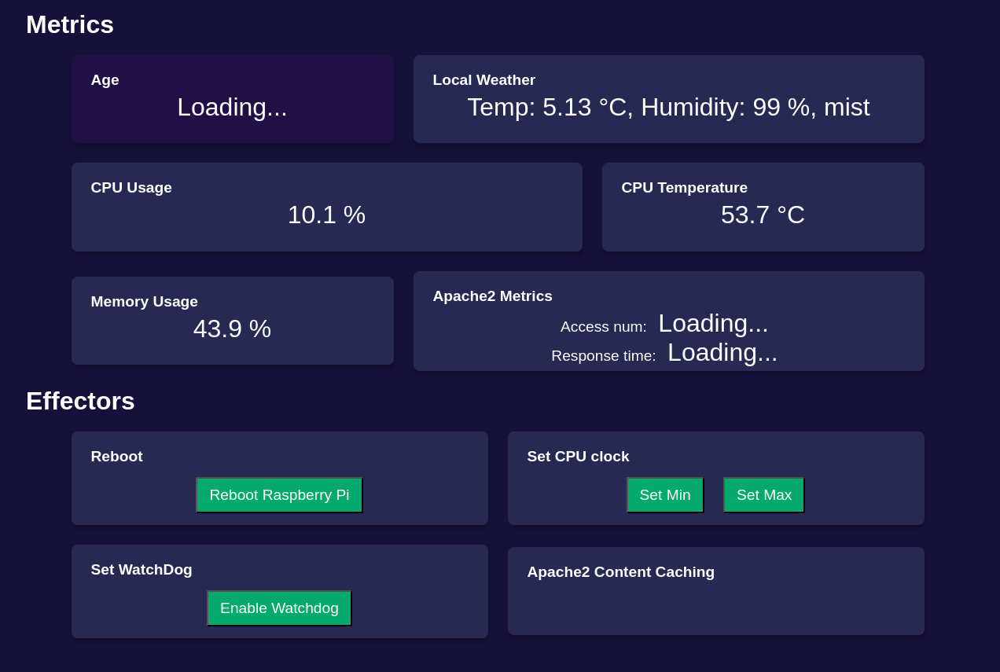 Metrics
Age
Loading...
Local Weather
Temp: 5.13 °C, Humidity: 99 %, mist
CPU Usage
10.1 %
CPU Temperature
53.7 °C
Memory Usage
43.9 %
Apache2 Metrics
Access num: Loading...
Response time: Loading...
Effectors
Reboot
Reboot Raspberry Pi
Set CPU clock
Set Min Set Max
Set WatchDog
Enable Watchdog
Apache2 Content Caching